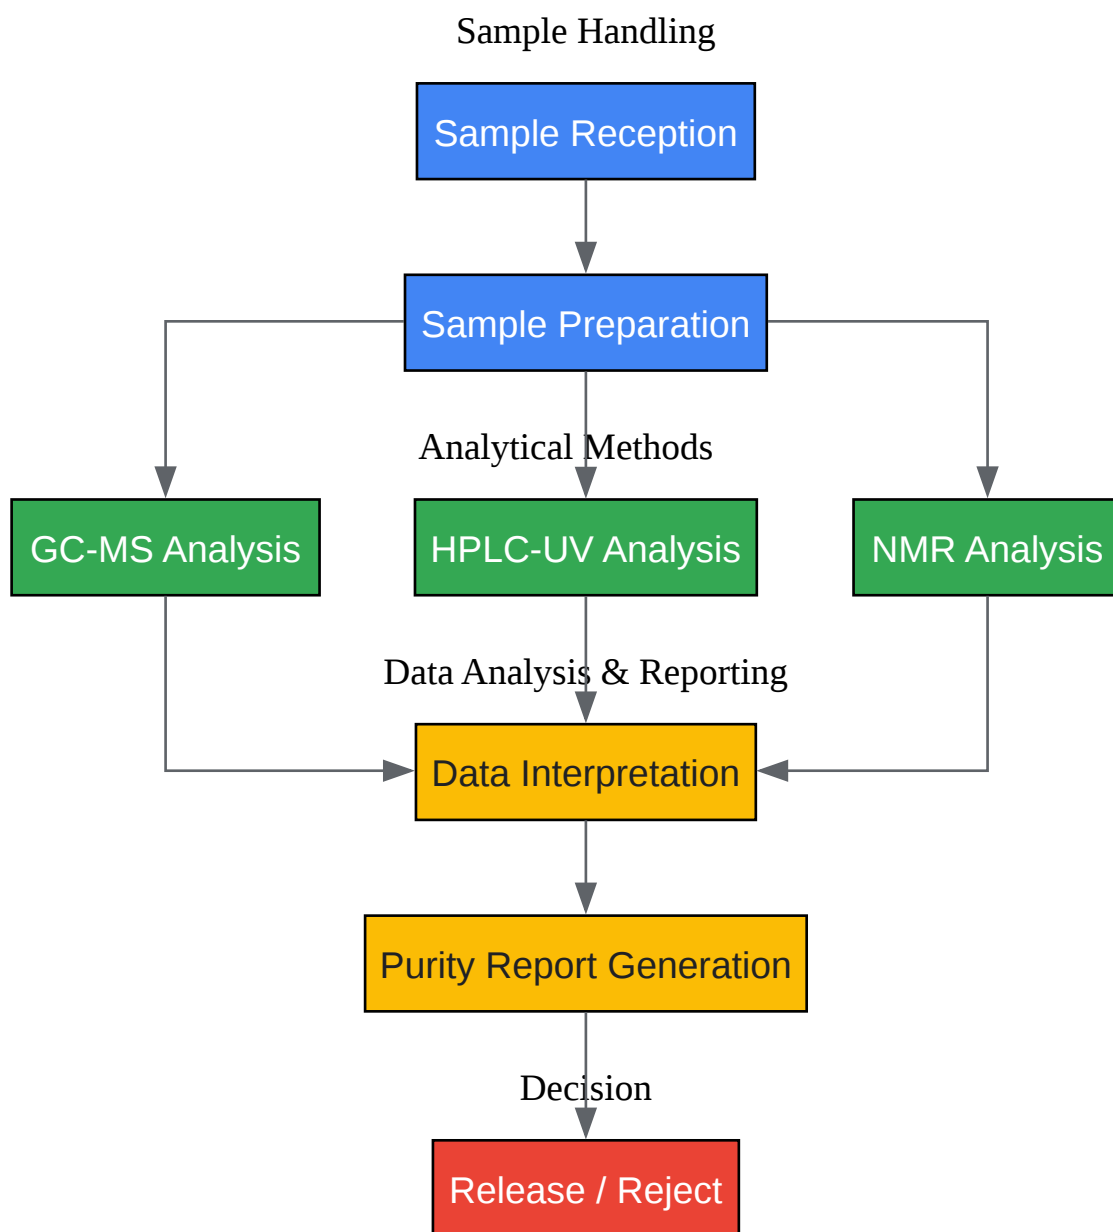 Sample Handling
Sample Reception
Sample Preparation
Analytical Methods
GC-MS Analysis
HPLC-UV Analysis
NMR Analysis
Data Analysis & Reporting
Data Interpretation
Purity Report Generation
Decision
Release / Reject